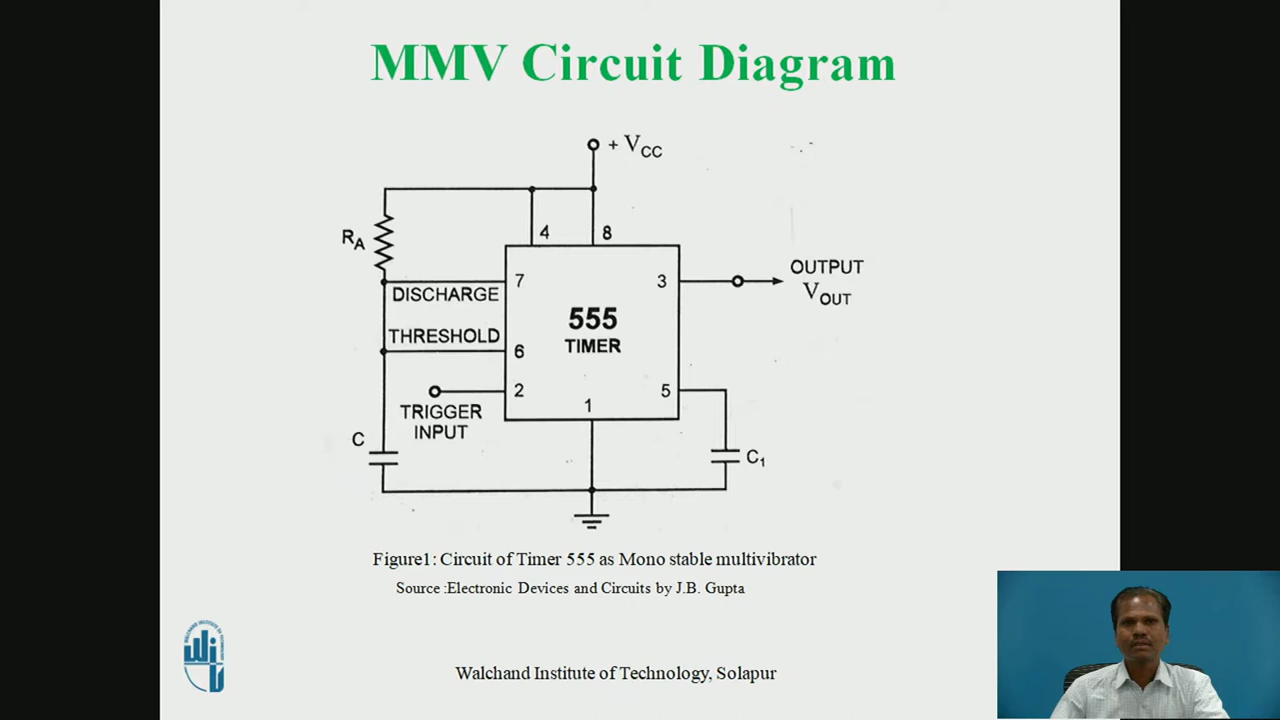 MMV Circuit Diagram
+ VCC
RA
4
8
DISCHARGE
7
3
OUTPUT
VOUT
555
TIMER
THRESHOLD
6
2
5
1
TRIGGER
INPUT
C
C1
Figure1: Circuit of Timer 555 as Mono stable multivibrator
Source :Electronic Devices and Circuits by J.B. Gupta
Walchand Institute of Technology, Solapur